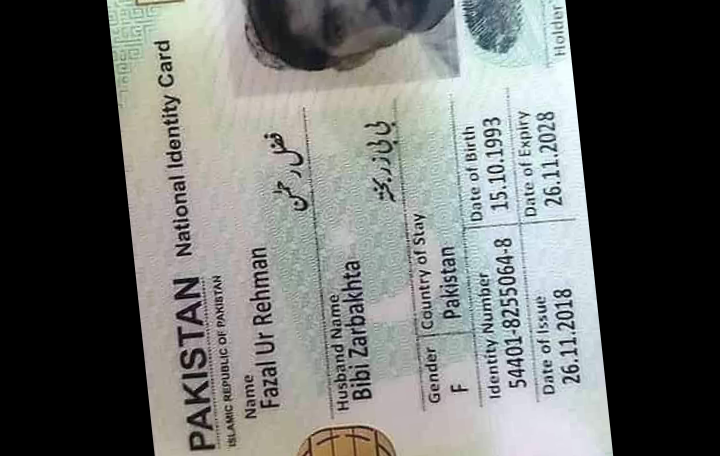 PAKISTAN National Identity Card
ISLAMIC REPUBLIC OF PAKISTAN
Name
Fazal Ur Rehman
فضل رحمٰن
Husband Name
Bibi Zarbakhta
بی بی زربختہ
Gender Country of Stay
F Pakistan
Identity Number Date of Birth
54401-8255064-8 15.10.1993
Date of Issue Date of Expiry
26.11.2018 26.11.2028
Holder